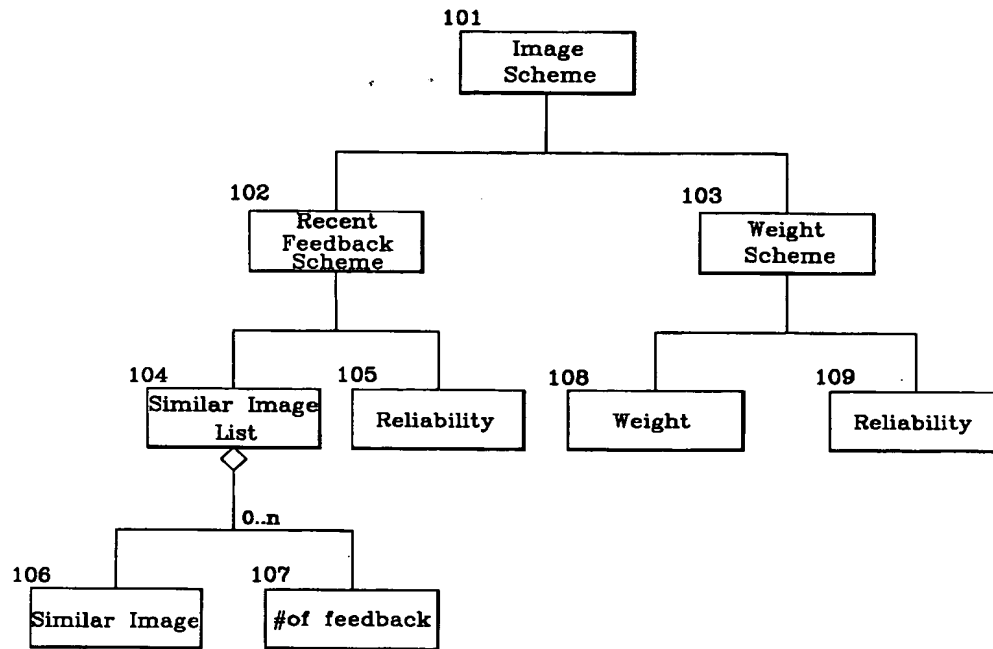 101
Image
Scheme
102
Recent
Feedback
Scheme
103
Weight
Scheme
104
Similar Image
List
105
Reliability
108
Weight
109
Reliability
0..n
106
Similar Image
107
#of feedback